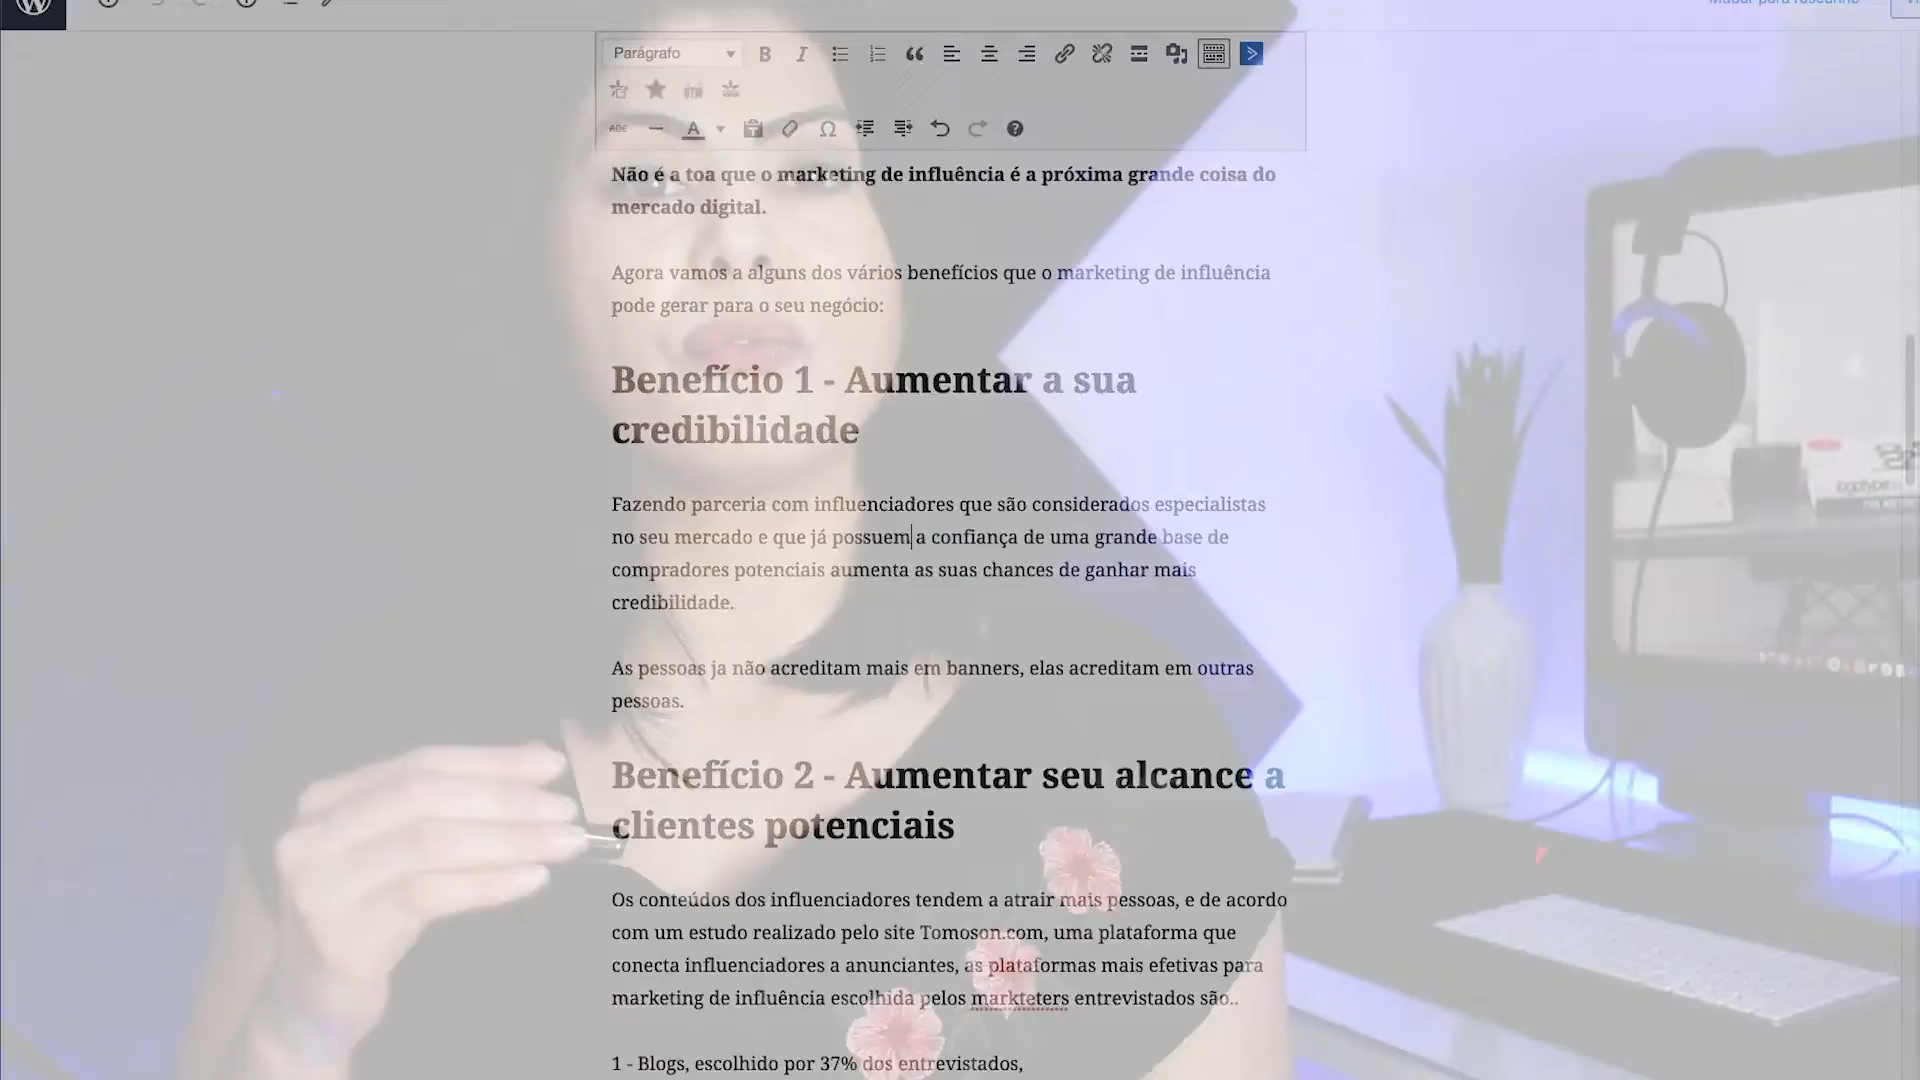 Parágrafo
Não é a toa que o marketing de influência é a próxima grande coisa do
mercado digital.
Agora vamos a alguns dos vários benefícios que o marketing de influência
pode gerar para o seu negócio:
Benefício 1 - Aumentar a sua
credibilidade
Fazendo parceria com influenciadores que são considerados especialistas
no seu mercado e que já possuem a confiança de uma grande base de
compradores potenciais aumenta as suas chances de ganhar mais
credibilidade.
As pessoas ja não acreditam mais em banners, elas acreditam em outras
pessoas.
Benefício 2 - Aumentar seu alcance a
clientes potenciais
Os conteúdos dos influenciadores tendem a atrair mais pessoas, e de acordo
com um estudo realizado pelo site Tomoson.com, uma plataforma que
conecta influenciadores a anunciantes, as plataformas mais efetivas para
marketing de influência escolhida pelos markteters entrevistados são..
1 - Blogs, escolhido por 37% dos entrevistados,